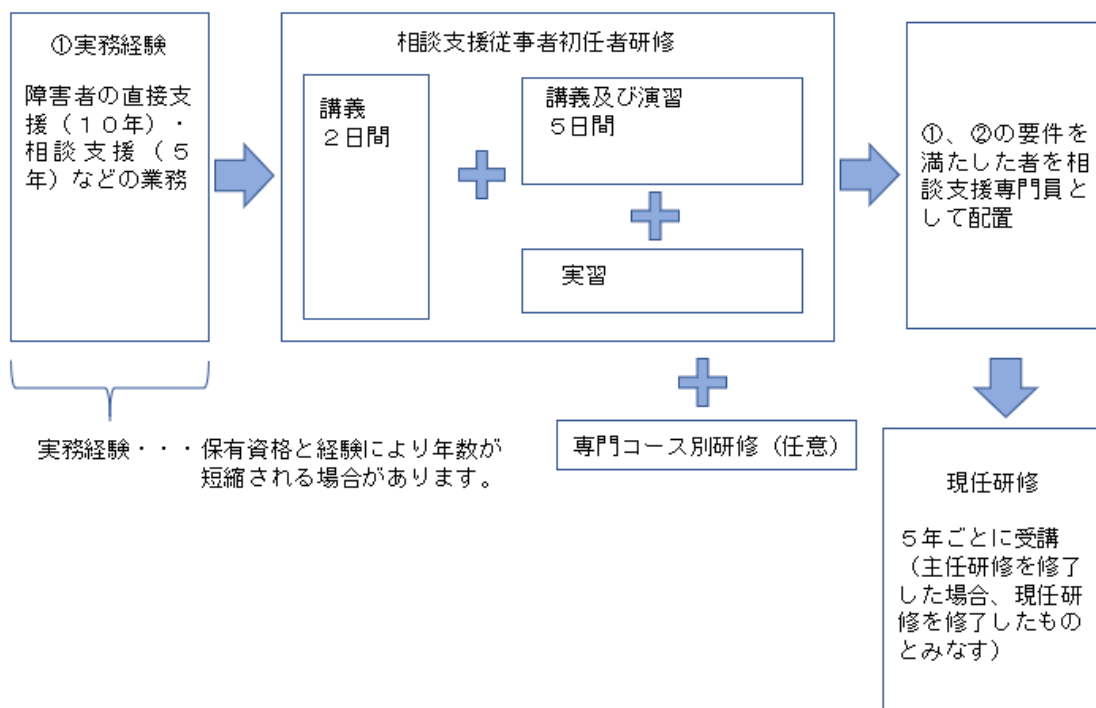 ①実務経験
障害者の直接支
援（１０年）・
相談支援（５
年）などの業務
相談支援従事者初任者研修
講義
２日間
講義及び演習
５日間
実習
①、②の要件を
満たした者を相
談支援専門員と
して配置
実務経験・・・保有資格と経験により年数が
短縮される場合があります。
専門コース別研修（任意）
現任研修
５年ごとに受講
（主任研修を修了
した場合、現任研
修を修了したもの
とみなす）